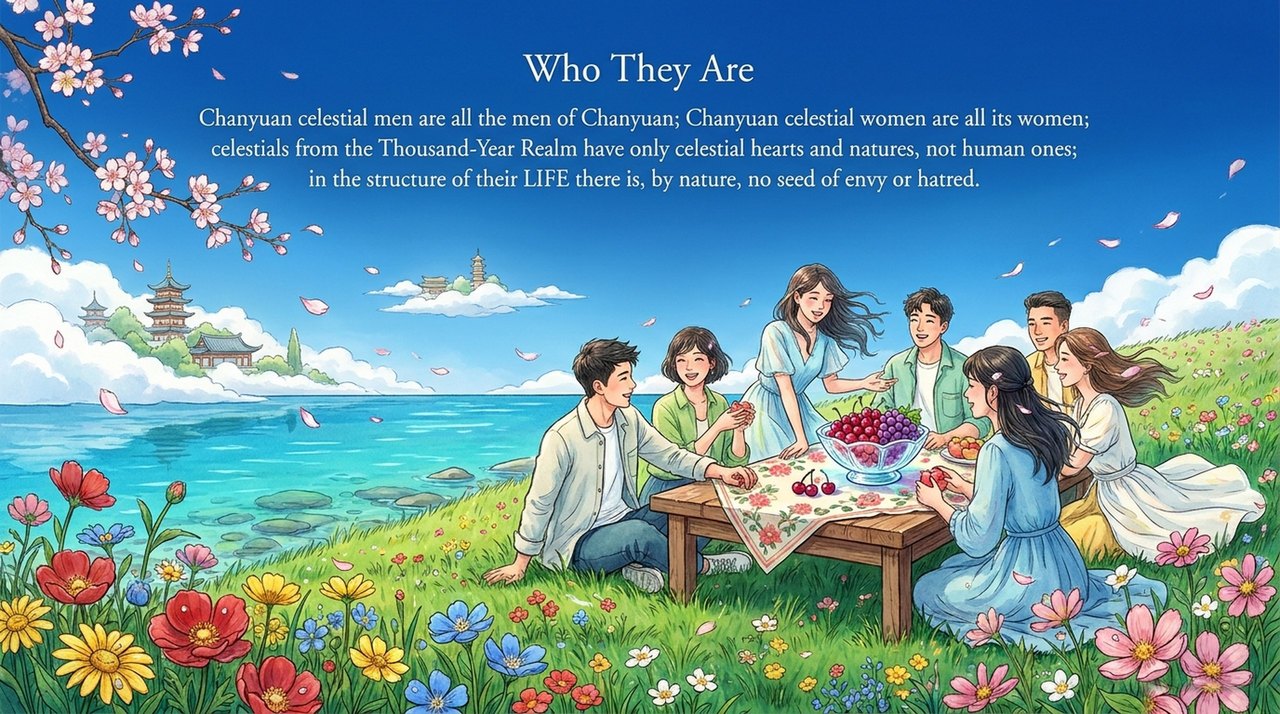 Who They Are
Chanyuan celestial men are all the men of Chanyuan; Chanyuan celestial women are all its women;
celestials from the Thousand-Year Realm have only celestial hearts and natures, not human ones;
in the structure of their LIFE there is, by nature, no seed of envy or hatred.